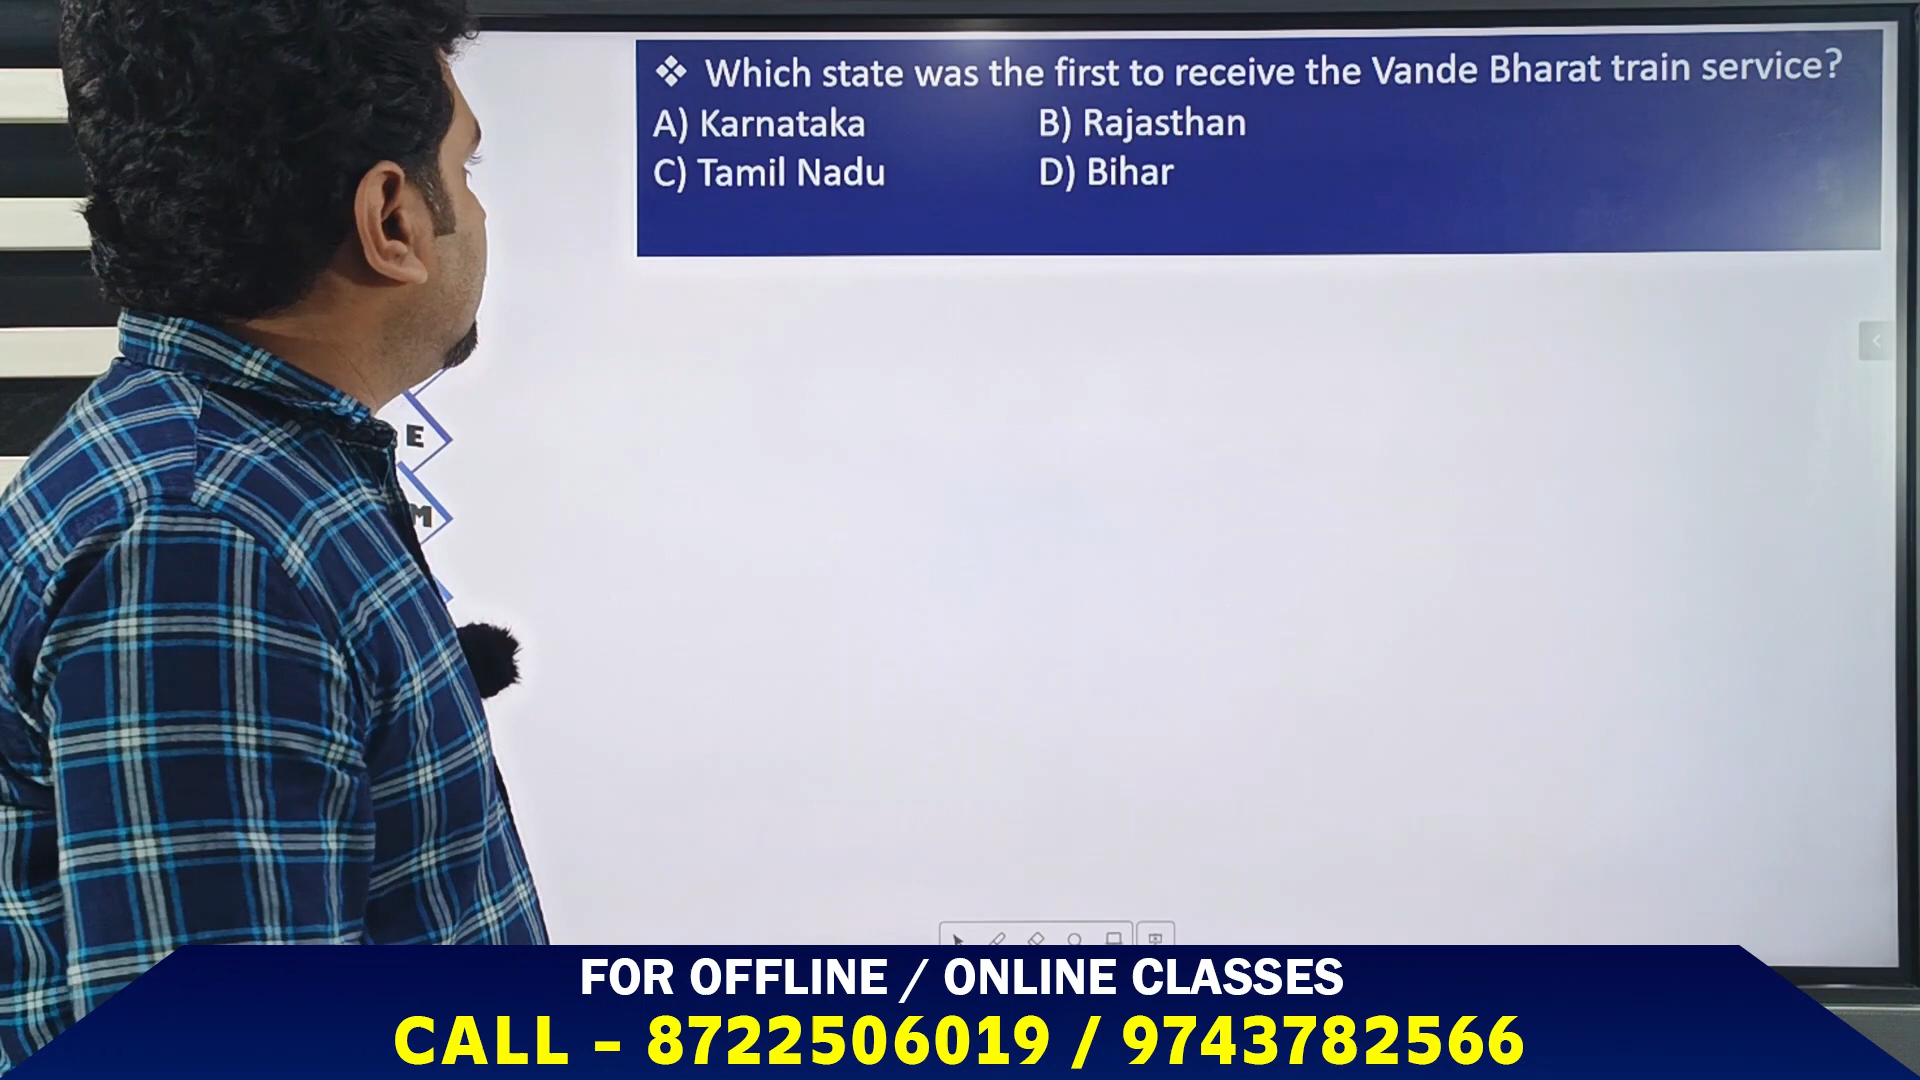 ❖ Which state was the first to receive the Vande Bharat train service?
A) Karnataka B) Rajasthan
C) Tamil Nadu D) Bihar
E
M
FOR OFFLINE / ONLINE CLASSES
CALL – 8722506019 / 9743782566